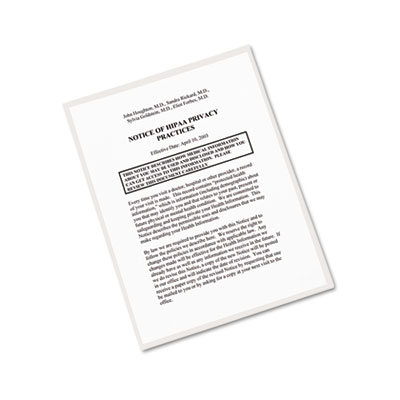 John Houghton, M.D., Sandra Rickard, M.D.,
Sylvia Goldstein, M.D., Eliot Forbes, M.D.
NOTICE OF HIPAA PRIVACY
PRACTICES
Effective Date: April 10, 2003
THIS NOTICE DESCRIBES HOW MEDICAL INFORMATION
ABOUT YOU MAY BE USED AND DISCLOSED AND HOW YOU
CAN GET ACCESS TO THIS INFORMATION. PLEASE
REVIEW THIS DOCUMENT CAREFULLY
Every time you visit a doctor, hospital or other provider, a record
of your visit is made. This record contains "protected health
information," which is information (including demographics) about
you that may identify, you and that relates to your past, present or
future physical or mental health condition. We are committed to
safeguarding and keeping private your Health Information. This
Notice describes the permissible uses and disclosures that we may
make regarding your Health Information.
By law we are required to provide you with this Notice and to
follow the policies we describe here. We reserve the right to
change those policies in accordance with applicable law. Any
changes made will be effective for the Health Information we
already have as well as any information we receive in the future. If
we do revise this Notice, a copy of the new Notice will be posted
in our office and will indicate the date of revision. You can
receive a paper copy of the revised Notice by requesting that one
be mailed to you or by asking for a copy at your next visit to the
office.